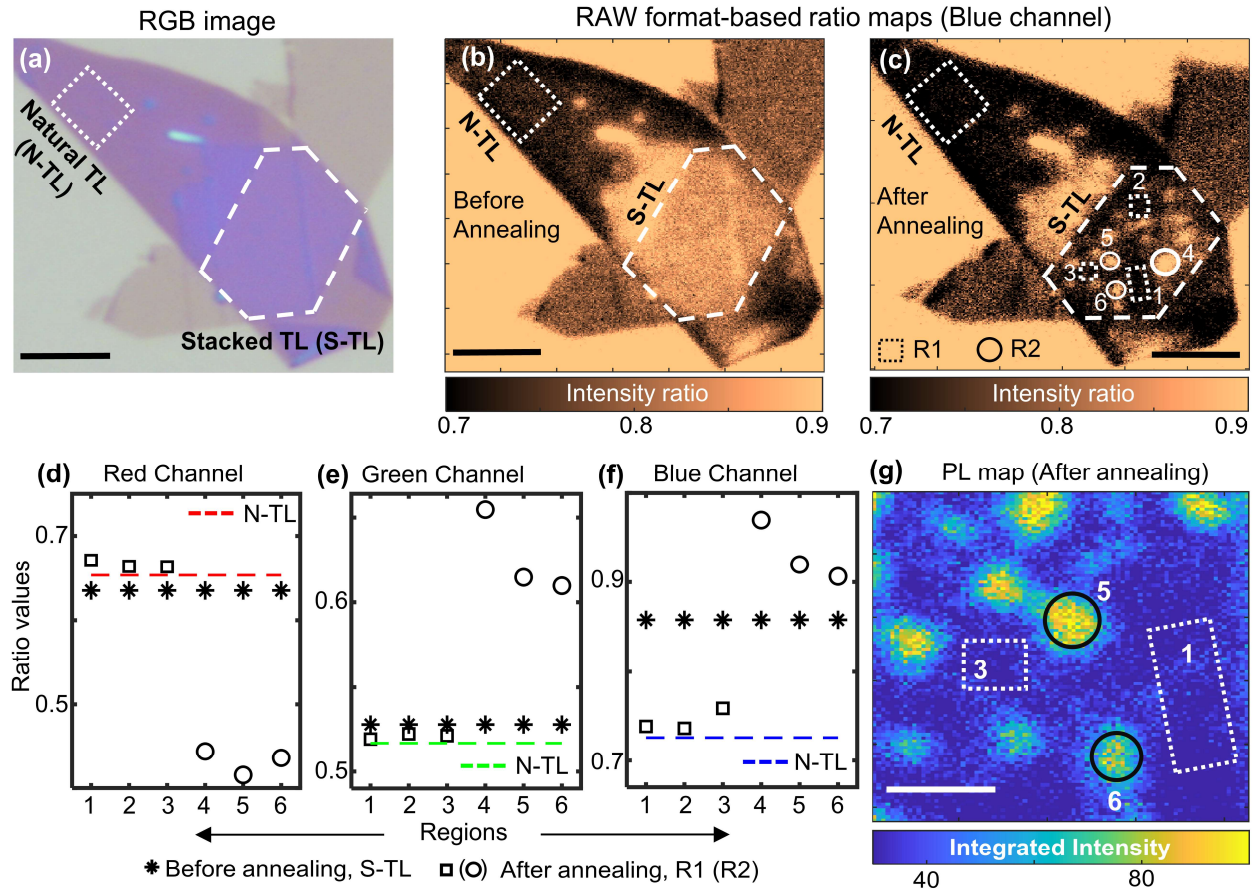 RGB image
RAW format-based ratio maps (Blue channel)
(a)
Natural TL
(N-TL)
Stacked TL (S-TL)
(b)
N-TL
S-TL
Before
Annealing
Intensity ratio
0.7
0.8
0.9
(c)
N-TL
S-TL
After
Annealing
2
5
4
3
6
1
R1
R2
Intensity ratio
0.7
0.8
0.9
(d) Red Channel
N-TL
Ratio values
0.7
0.5
1 2 3 4 5 6
(e) Green Channel
0.6
0.5
N-TL
1 2 3 4 5 6
(f) Blue Channel
0.9
0.7
N-TL
1 2 3 4 5 6
Regions
Before annealing, S-TL
( ) After annealing, R1 (R2)
(g) PL map (After annealing)
5
3
1
6
Integrated Intensity
40
80